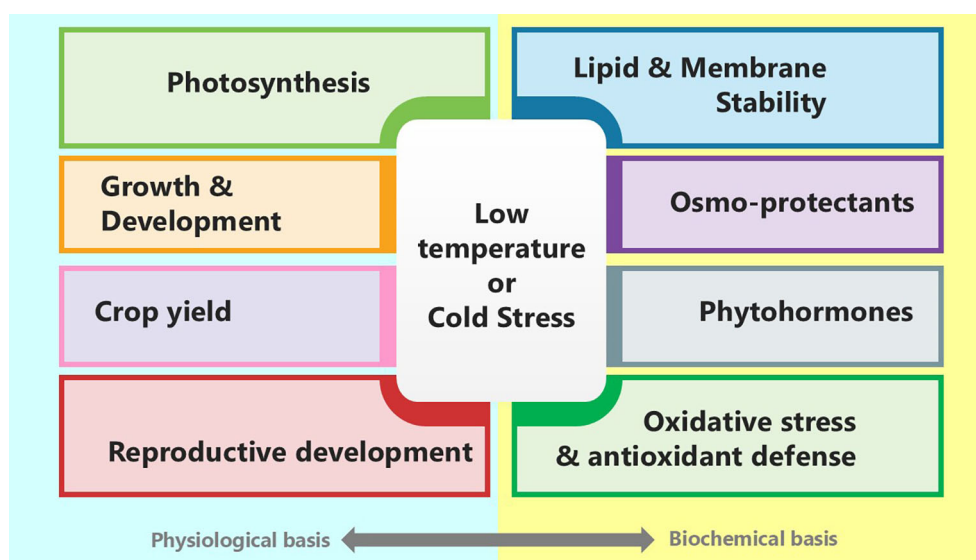 Photosynthesis
Growth &
Development
Crop yield
Reproductive development
Low
temperature
or
Cold Stress
Lipid & Membrane
Stability
Osmo-protectants
Phytohormones
Oxidative stress
& antioxidant defense
Physiological basis
Biochemical basis